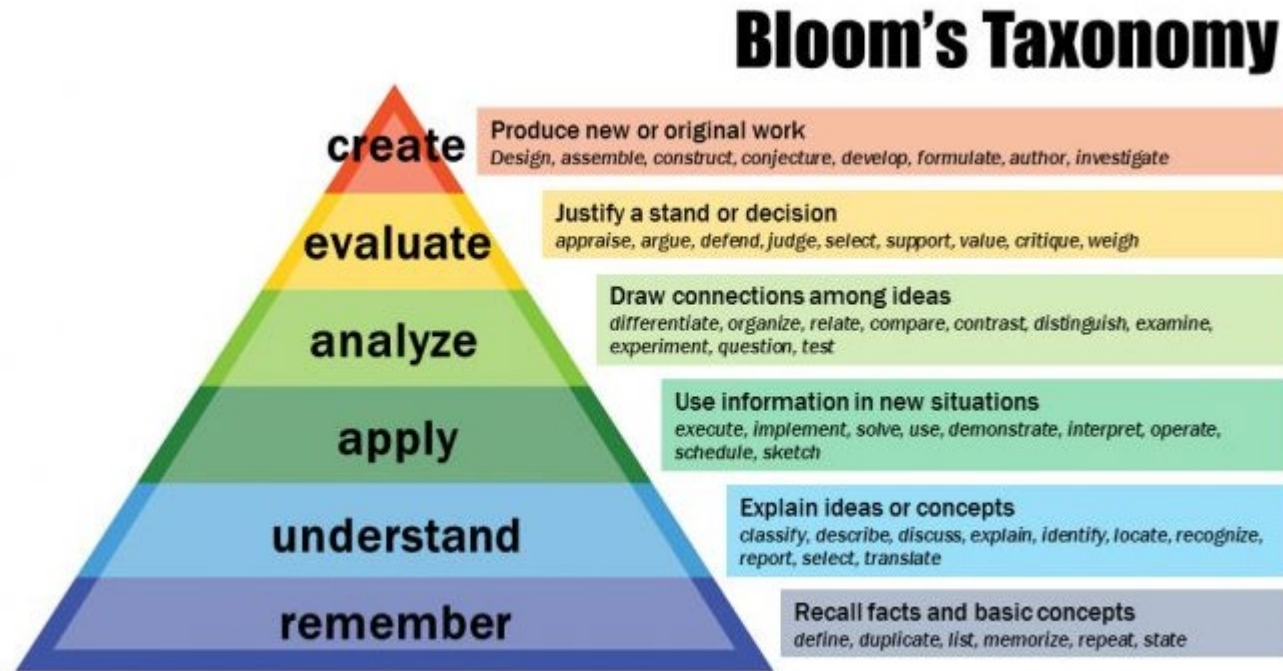 Bloom's Taxonomy
create
Produce new or original work
Design, assemble, construct, conjecture, develop, formulate, author, investigate
evaluate
Justify a stand or decision
appraise, argue, defend, judge, select, support, value, critique, weigh
analyze
Draw connections among ideas
differentiate, organize, relate, compare, contrast, distinguish, examine,
experiment, question, test
apply
Use information in new situations
execute, implement, solve, use, demonstrate, interpret, operate,
schedule, sketch
understand
Explain ideas or concepts
classify, describe, discuss, explain, identify, locate, recognize,
report, select, translate
remember
Recall facts and basic concepts
define, duplicate, list, memorize, repeat, state